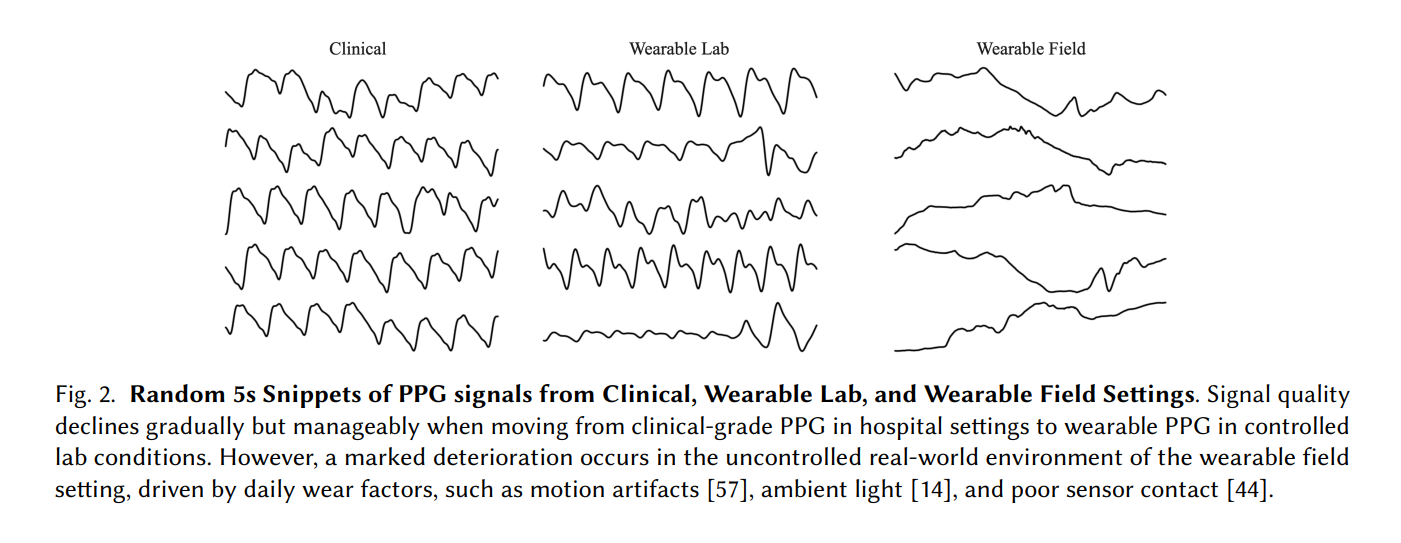 Clinical Wearable Lab Wearable Field
Fig. 2. Random 5s Snippets of PPG signals from Clinical, Wearable Lab, and Wearable Field Settings. Signal quality
declines gradually but manageably when moving from clinical-grade PPG in hospital settings to wearable PPG in controlled
lab conditions. However, a marked deterioration occurs in the uncontrolled real-world environment of the wearable field
setting, driven by daily wear factors, such as motion artifacts [57], ambient light [14], and poor sensor contact [44].